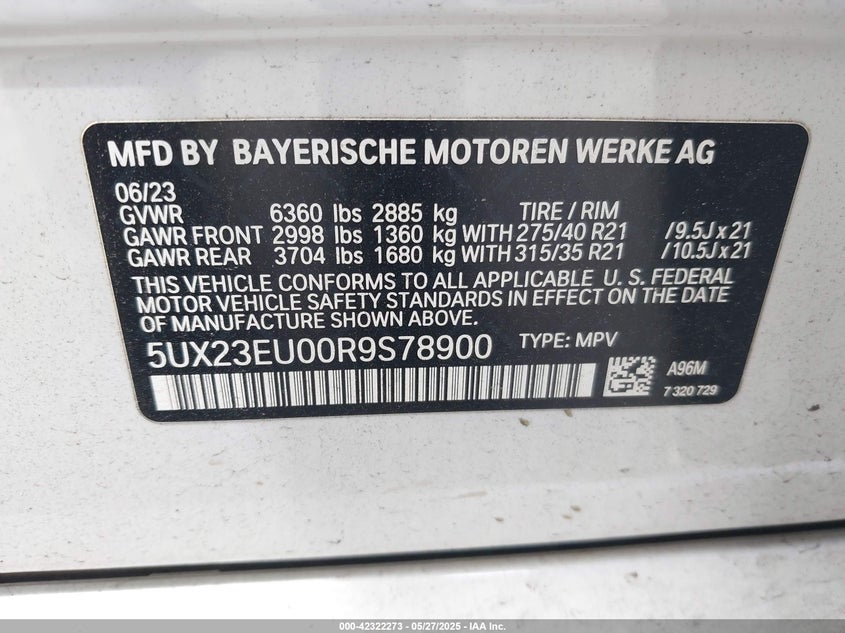 MFD BY BAYERISCHE MOTOREN WERKE AG
06/23
GVWR 6360 lbs 2885 kg TIRE / RIM
GAWR FRONT 2998 lbs 1360 kg WITH 275/40 R21 /9.5J x 21
GAWR REAR 3704 lbs 1680 kg WITH 315/35 R21 /10.5J x 21
THIS VEHICLE CONFORMS TO ALL APPLICABLE U. S. FEDERAL
MOTOR VEHICLE SAFETY STANDARDS IN EFFECT ON THE DATE
OF MANUFACTURE SHOWN ABOVE.
5UX23EU00R9S78900 TYPE: MPV
A96M
7 320 729
000-42322273 - 05/27/2025 - IAA Inc.